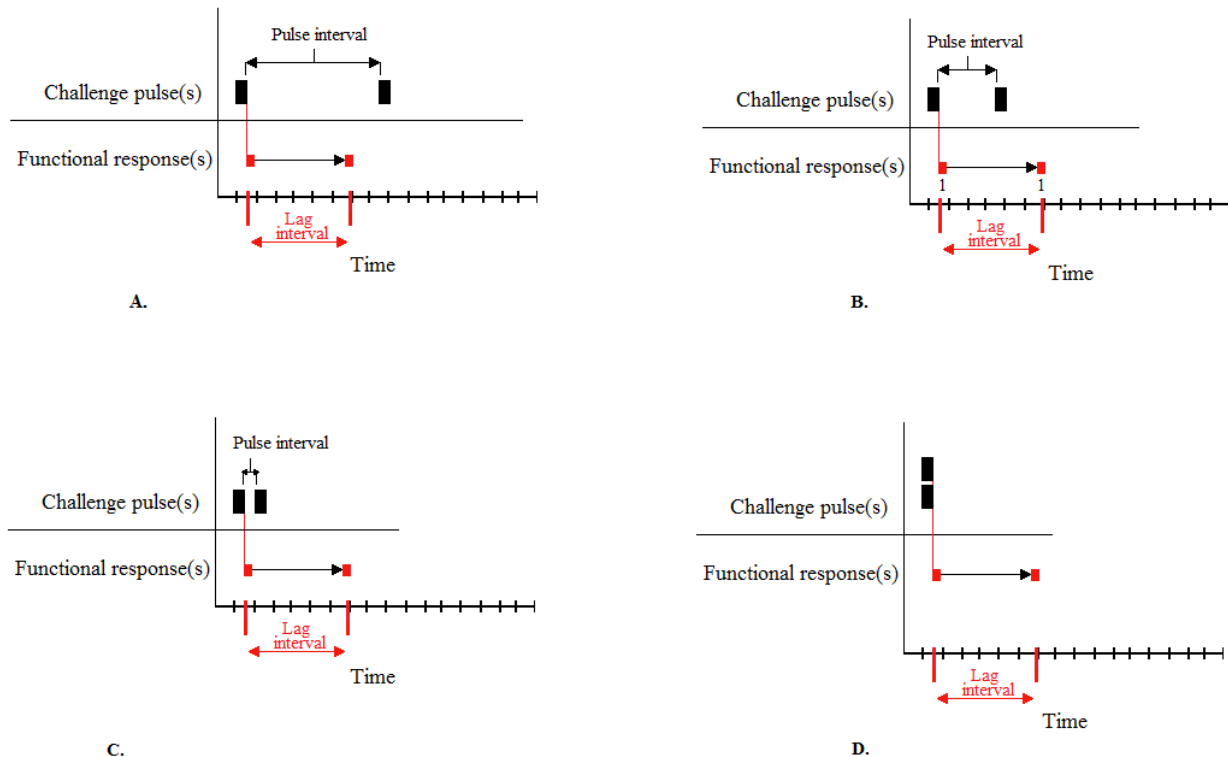 Pulse interval
Challenge pulse(s)
Functional response(s)
Lag
interval
Time
A.
Pulse interval
Challenge pulse(s)
Functional response(s)
1 1
Lag
interval
Time
B.
Pulse interval
Challenge pulse(s)
Functional response(s)
Lag
interval
Time
C.
Challenge pulse(s)
Functional response(s)
Lag
interval
Time
D.